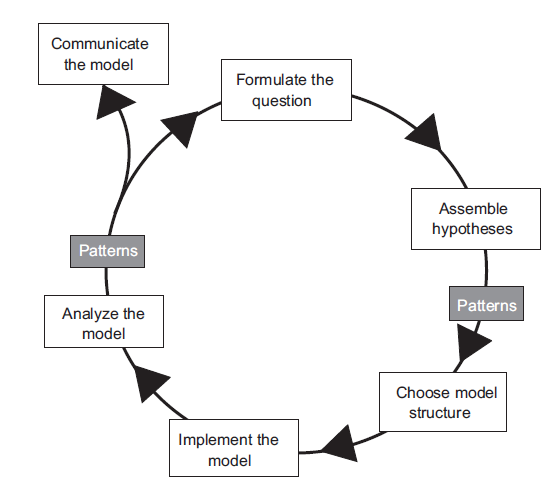 Communicate
the model
Formulate the
question
Assemble
hypotheses
Patterns
Choose model
structure
Implement the
model
Analyze the
model
Patterns